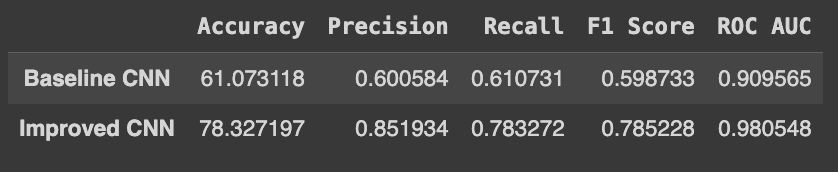 Accuracy Precision Recall F1 Score ROC AUC
Baseline CNN 61.073118 0.600584 0.610731 0.598733 0.909565
Improved CNN 78.327197 0.851934 0.783272 0.785228 0.980548